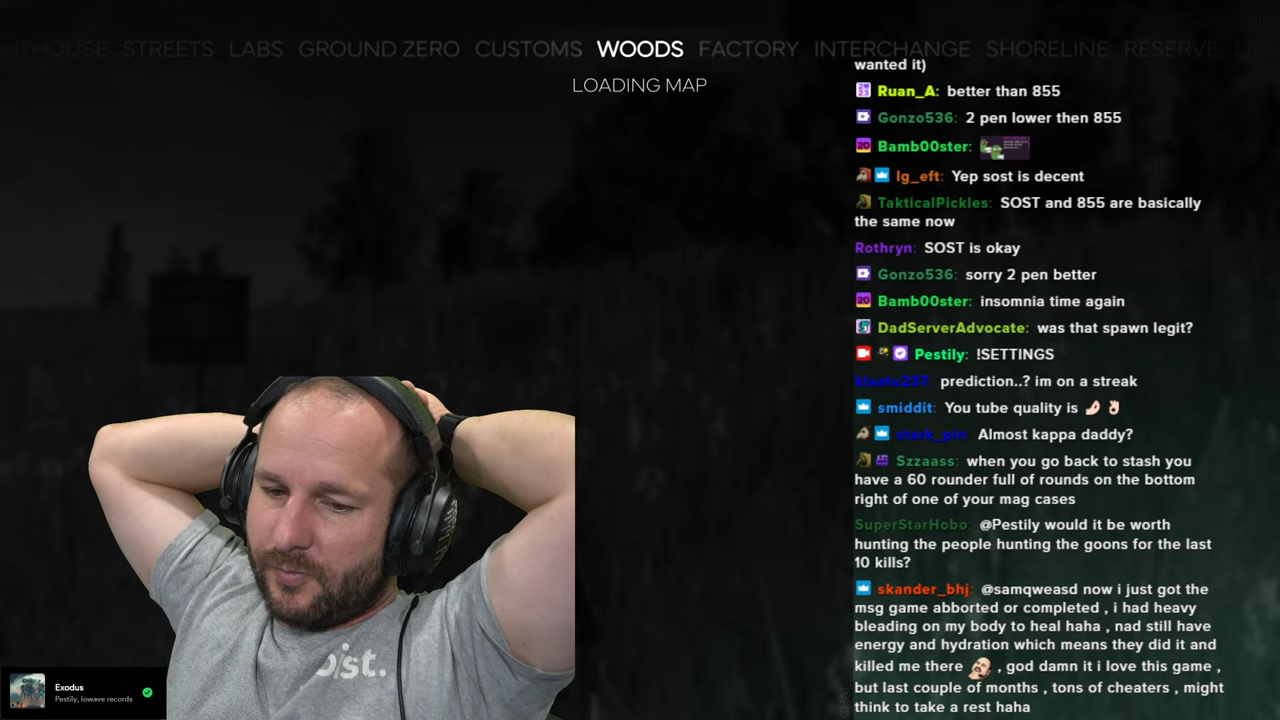 HTHOUSE STREETS LABS GROUND ZERO CUSTOMS WOODS FACTORY INTERCHANGE SHORELINE RESERVE
LOADING MAP
wanted it)
Ruan_A: better than 855
Gonzo536: 2 pen lower then 855
Bamb00ster:
lg_eft: Yep sost is decent
TakticalPickles: SOST and 855 are basically
the same now
Rothryn: SOST is okay
Gonzo536: sorry 2 pen better
Bamb00ster: insomnia time again
DadServerAdvocate: was that spawn legit?
Pestily: !SETTINGS
prediction..? im on a streak
smiddit: You tube quality is 🤌🏻 👌🏻
Almost kappa daddy?
Szzaass: when you go back to stash you
have a 60 rounder full of rounds on the bottom
right of one of your mag cases
SuperStarHobo: @Pestily would it be worth
hunting the people hunting the goons for the last
10 kills?
skander_bhj: @samqweasd now i just got the
msg game abborted or completed , i had heavy
bleading on my body to heal haha , nad still have
energy and hydration which means they did it and
killed me there , god damn it i love this game ,
but last couple of months , tons of cheaters , might
think to take a rest haha
Exodus
Pestily, lowave records